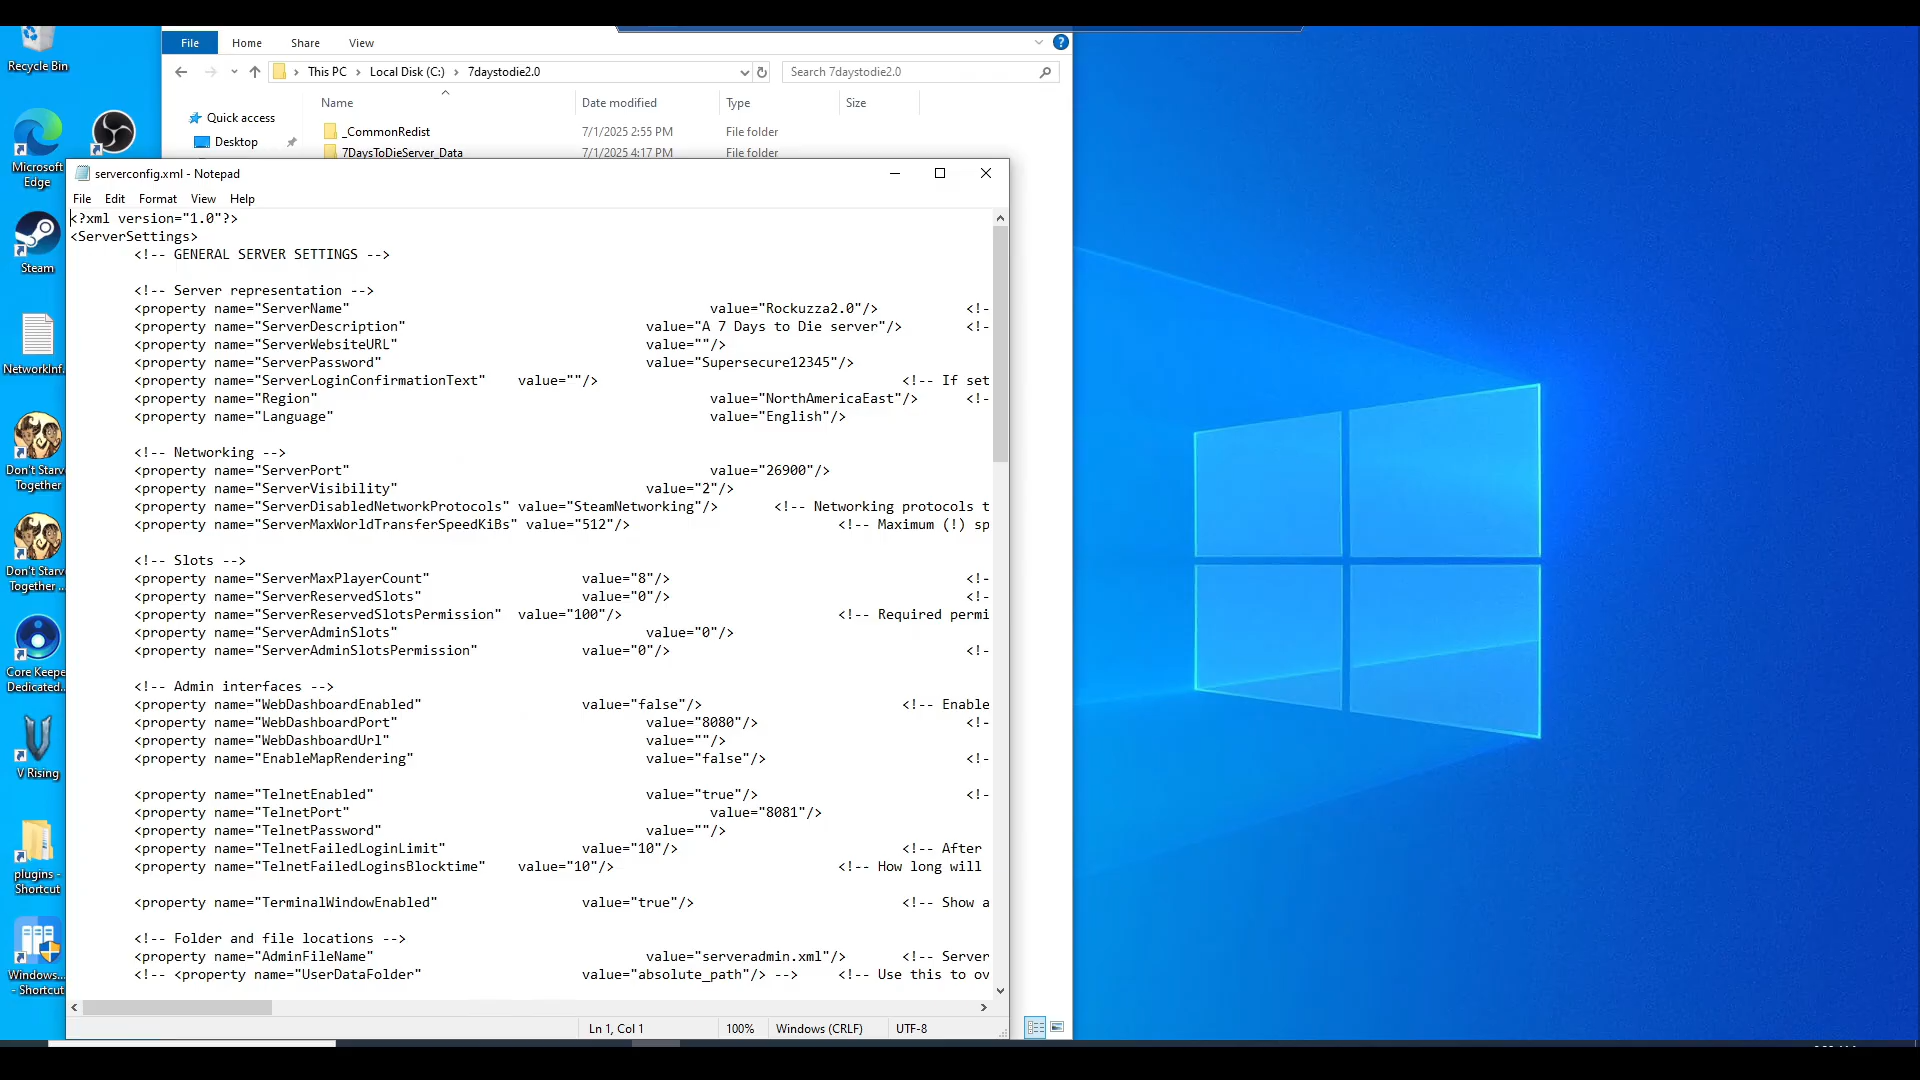 Recycle Bin
Microsoft
Edge
Steam
NetworkInf...
Don't Starve
Together
Don't Starve
Together ...
Core Keeper
Dedicated...
V Rising
plugins -
Shortcut
Windows...
- Shortcut
File Home Share View
This PC > Local Disk (C:) > 7daystodie2.0
Search 7daystodie2.0
Name Date modified Type Size
Quick access
Desktop
_CommonRedist 7/1/2025 2:55 PM File folder
7DaysToDieServer_Data 7/1/2025 4:17 PM File folder
serverconfig.xml - Notepad
File Edit Format View Help
<?xml version="1.0"?>
<ServerSettings>
<!-- GENERAL SERVER SETTINGS -->
<!-- Server representation -->
<property name="ServerName" value="Rockuzza2.0"/> <!-
<property name="ServerDescription" value="A 7 Days to Die server"/> <!-
<property name="ServerWebsiteURL" value=""/>
<property name="ServerPassword" value="Supersecure12345"/>
<property name="ServerLoginConfirmationText" value=""/> <!-- If set
<property name="Region" value="NorthAmericaEast"/> <!-
<property name="Language" value="English"/>
<!-- Networking -->
<property name="ServerPort" value="26900"/>
<property name="ServerVisibility" value="2"/>
<property name="ServerDisabledNetworkProtocols" value="SteamNetworking"/> <!-- Networking protocols t
<property name="ServerMaxWorldTransferSpeedKiBs" value="512"/> <!-- Maximum (!) sp
<!-- Slots -->
<property name="ServerMaxPlayerCount" value="8"/> <!-
<property name="ServerReservedSlots" value="0"/> <!-
<property name="ServerReservedSlotsPermission" value="100"/> <!-- Required permi
<property name="ServerAdminSlots" value="0"/>
<property name="ServerAdminSlotsPermission" value="0"/> <!-
<!-- Admin interfaces -->
<property name="WebDashboardEnabled" value="false"/> <!-- Enable
<property name="WebDashboardPort" value="8080"/> <!-
<property name="WebDashboardUrl" value=""/>
<property name="EnableMapRendering" value="false"/> <!-
<property name="TelnetEnabled" value="true"/> <!-
<property name="TelnetPort" value="8081"/>
<property name="TelnetPassword" value=""/>
<property name="TelnetFailedLoginLimit" value="10"/> <!-- After
<property name="TelnetFailedLoginsBlocktime" value="10"/> <!-- How long will
<property name="TerminalWindowEnabled" value="true"/> <!-- Show a
<!-- Folder and file locations -->
<property name="AdminFileName" value="serveradmin.xml"/> <!-- Server
<!-- <property name="UserDataFolder" value="absolute_path"/> --> <!-- Use this to ov
Ln 1, Col 1 100% Windows (CRLF) UTF-8